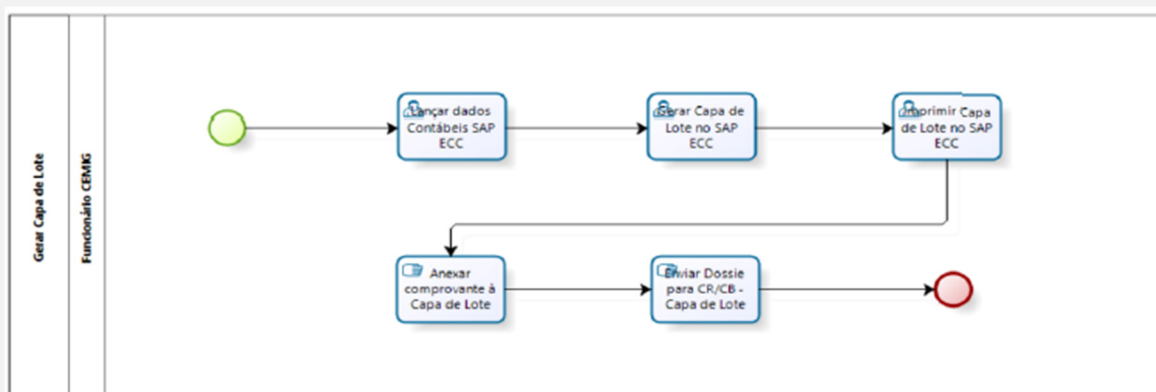 Gerar Capa de Lote
Funcionário CEMIG
Lançar dados
Contábeis SAP
ECC
Gerar Capa de
Lote no SAP
ECC
Imprimir Capa
de Lote no SAP
ECC
Anexar
comprovante à
Capa de Lote
Enviar Dossie
para CR/CB -
Capa de Lote